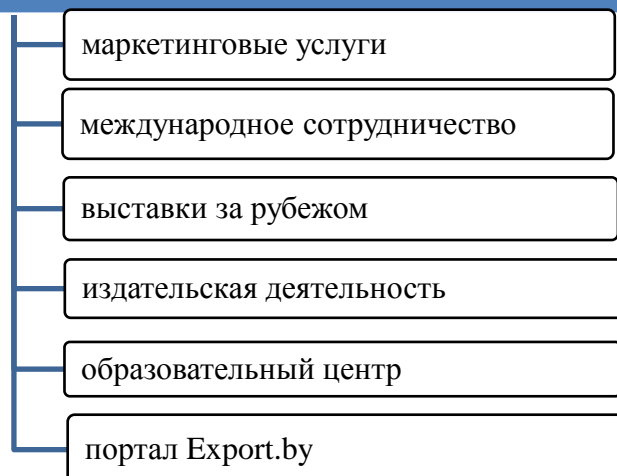 маркетинговые услуги
международное сотрудничество
выставки за рубежом
издательская деятельность
образовательный центр
портал Export.by